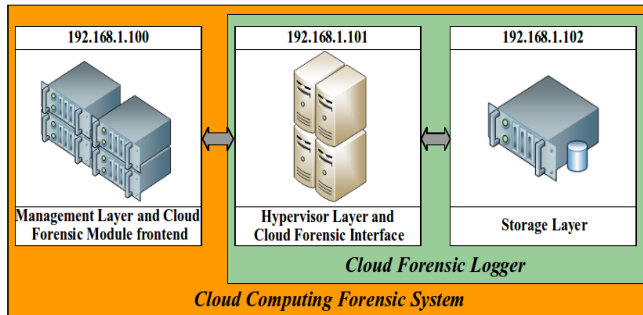 192.168.1.100
192.168.1.101
192.168.1.102
Management Layer and Cloud
Forensic Module frontend
Hypervisor Layer and
Cloud Forensic Interface
Storage Layer
Cloud Forensic Logger
Cloud Computing Forensic System